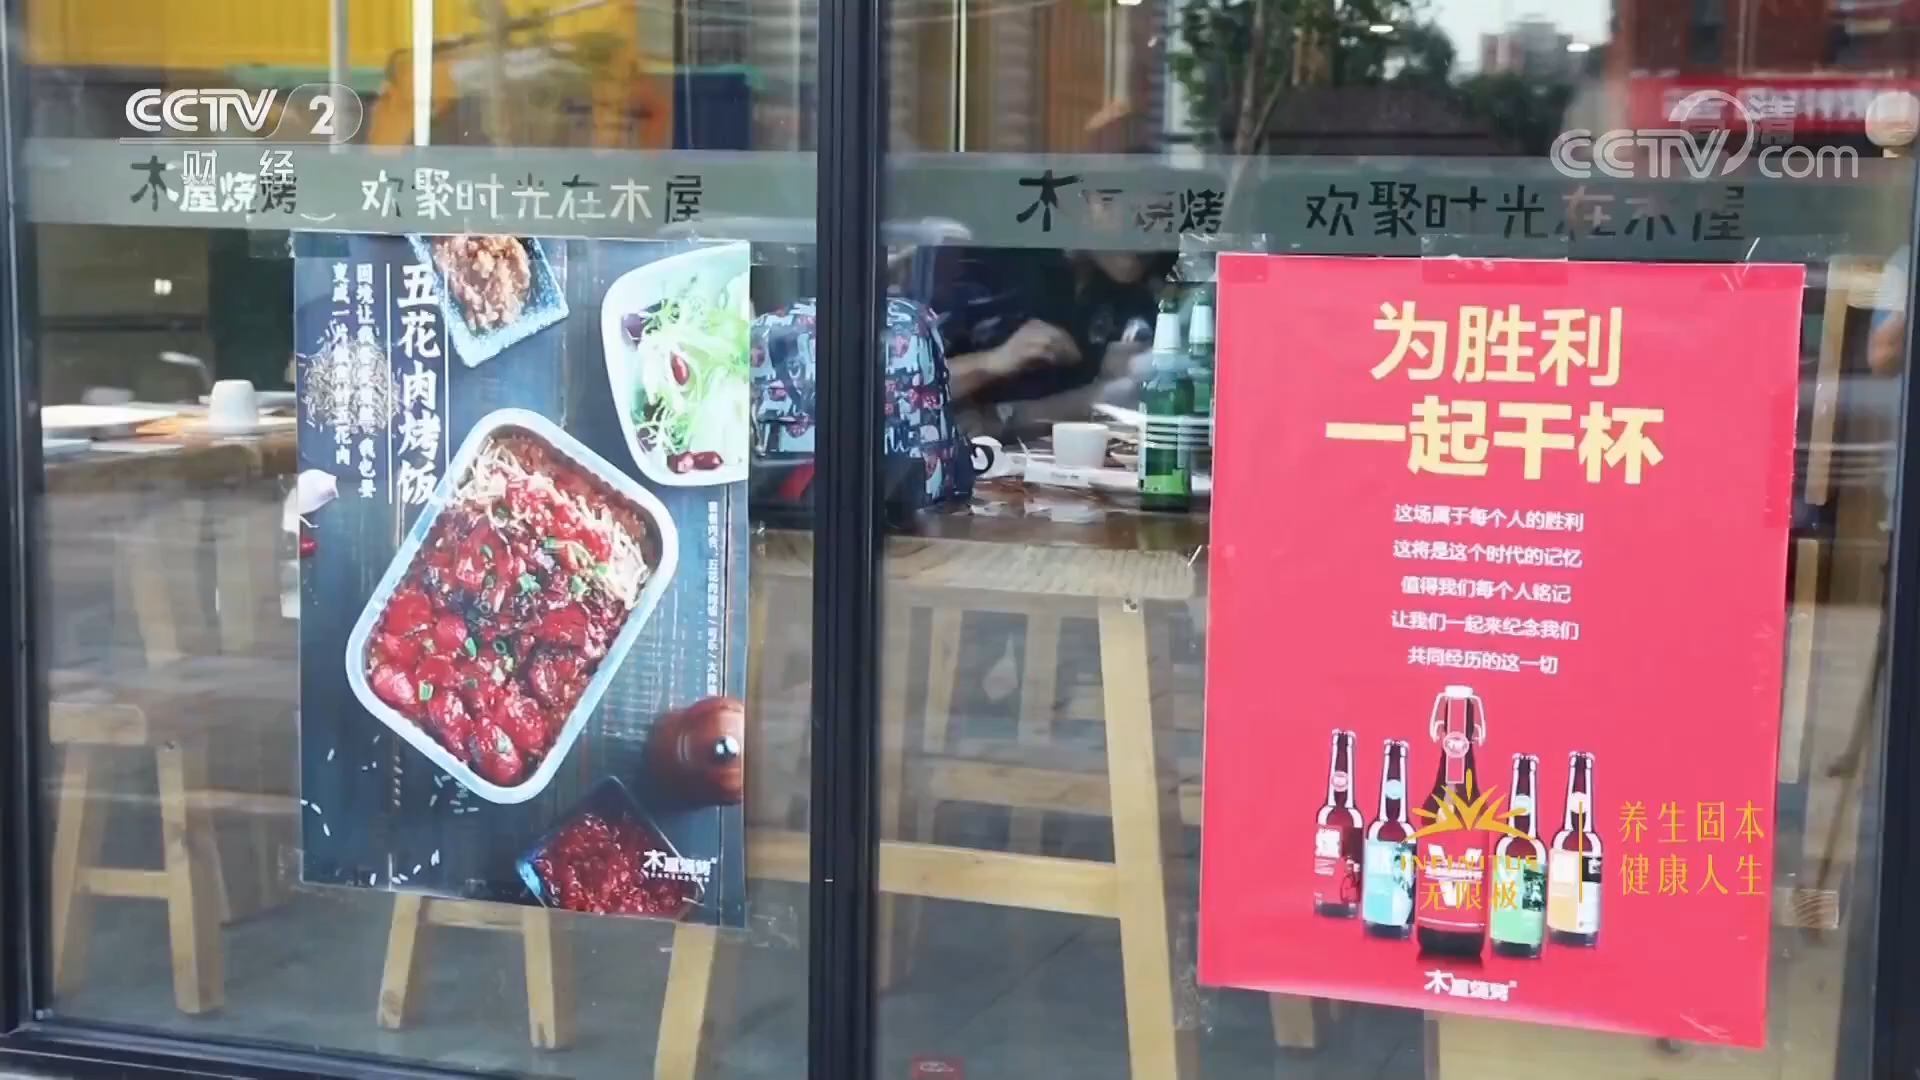 CCTV 2
财经
CCTV.com
高清
木屋烧烤 欢聚时光在木屋
木屋烧烤 欢聚时光在木屋
五花肉烤饭
木屋烧烤
为胜利
一起干杯
这场属于每个人的胜利
这将是这个时代的记忆
值得我们每个人铭记
让我们一起来纪念我们
共同经历的这一切
木屋烧烤
INFINITUS
无限极
养生固本
健康人生